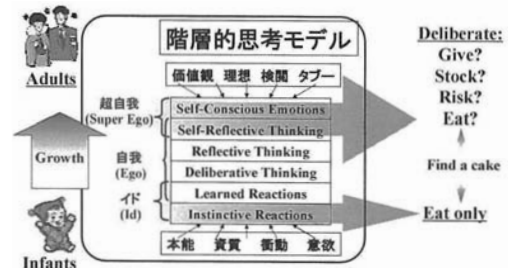 階層的思考モデル
Adults
価値観 理想 検閲 タブー
超自我
(Super Ego)
Self-Conscious Emotions
Self-Reflective Thinking
Growth
自我
(Ego)
Reflective Thinking
Deliberative Thinking
イド
(Id)
Learned Reactions
Instinctive Reactions
本能 資質 衝動 意欲
Infants
Deliberate:
Give?
Stock?
Risk?
Eat?
Find a cake
Eat only